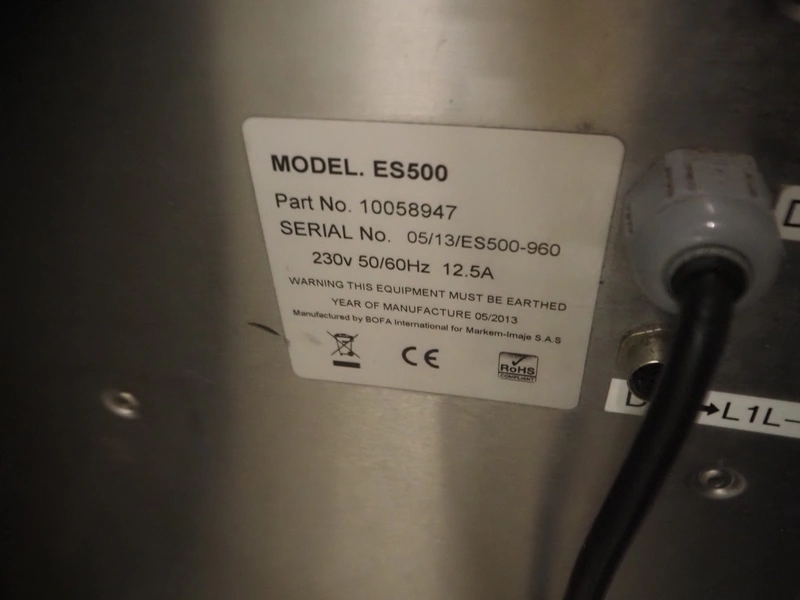 MODEL. ES500
Part No. 10058947
SERIAL No. 05/13/ES500-960
230v 50/60Hz 12.5A
WARNING THIS EQUIPMENT MUST BE EARTHED
YEAR OF MANUFACTURE 05/2013
Manufactured by BOFA International for Markem-Imaje S.A.S
CE
RoHS
COMPLIANT
D
D
→L1L-